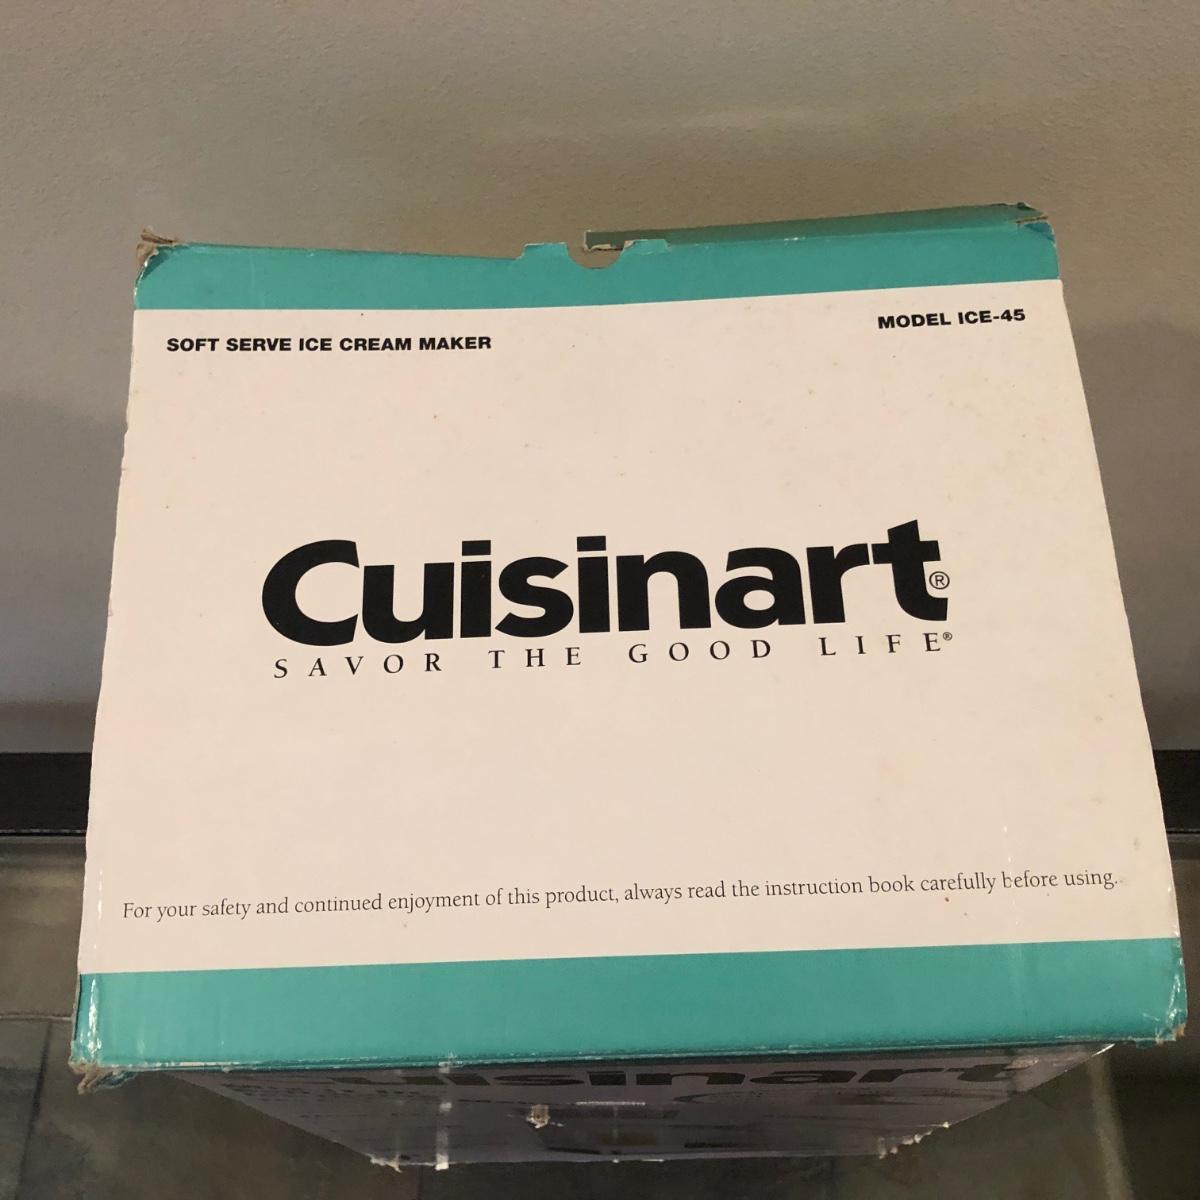 SOFT SERVE ICE CREAM MAKER
MODEL ICE-45
Cuisinart®
SAVOR THE GOOD LIFE®
For your safety and continued enjoyment of this product, always read the instruction book carefully before using.
Cuisinart